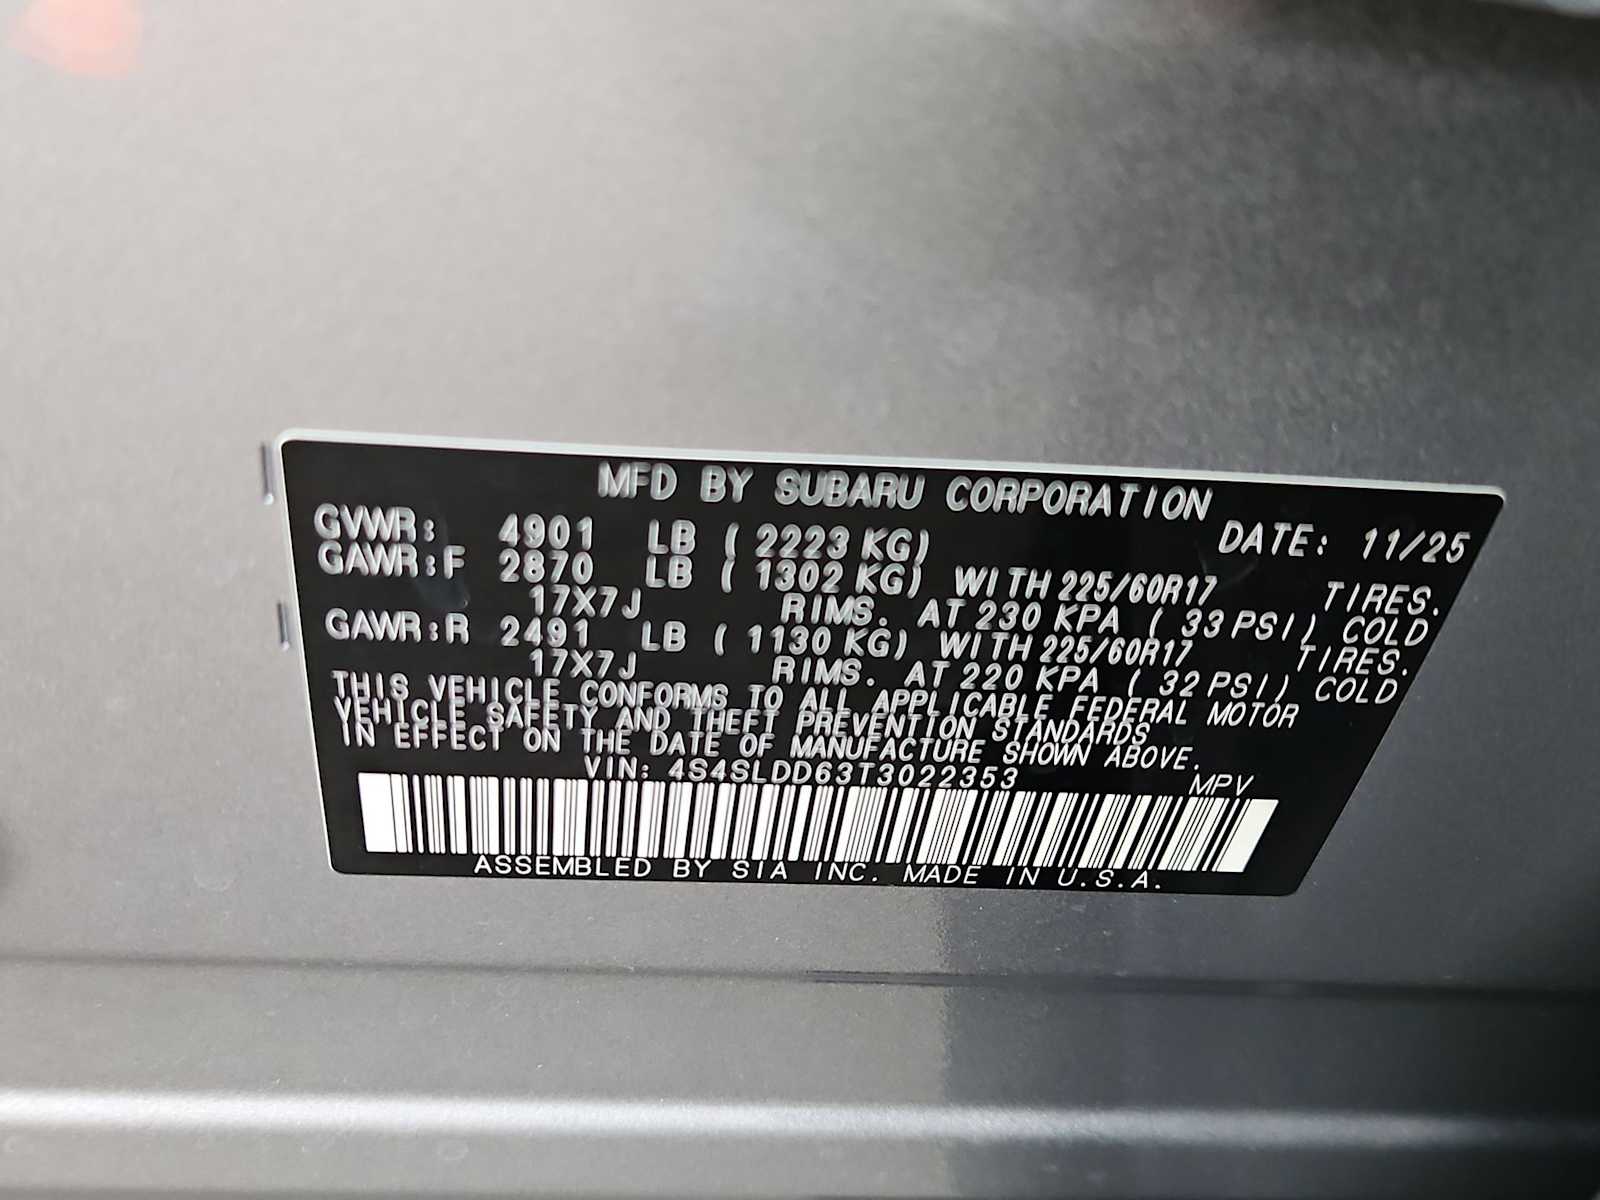 MFD BY SUBARU CORPORATION
GVWR: 4901 LB (2223 KG) DATE: 11/25
GAWR:F 2870 LB (1302 KG) WITH 225/60R17 TIRES.
17X7J RIMS. AT 230 KPA (33 PSI) COLD
GAWR:R 2491 LB (1130 KG) WITH 225/60R17 TIRES.
17X7J RIMS. AT 220 KPA (32 PSI) COLD
THIS VEHICLE CONFORMS TO ALL APPLICABLE FEDERAL MOTOR
VEHICLE SAFETY AND THEFT PREVENTION STANDARDS
IN EFFECT ON THE DATE OF MANUFACTURE SHOWN ABOVE.
VIN: 4S4SLDD63T3022353 MPV
ASSEMBLED BY SIA INC. MADE IN U.S.A.